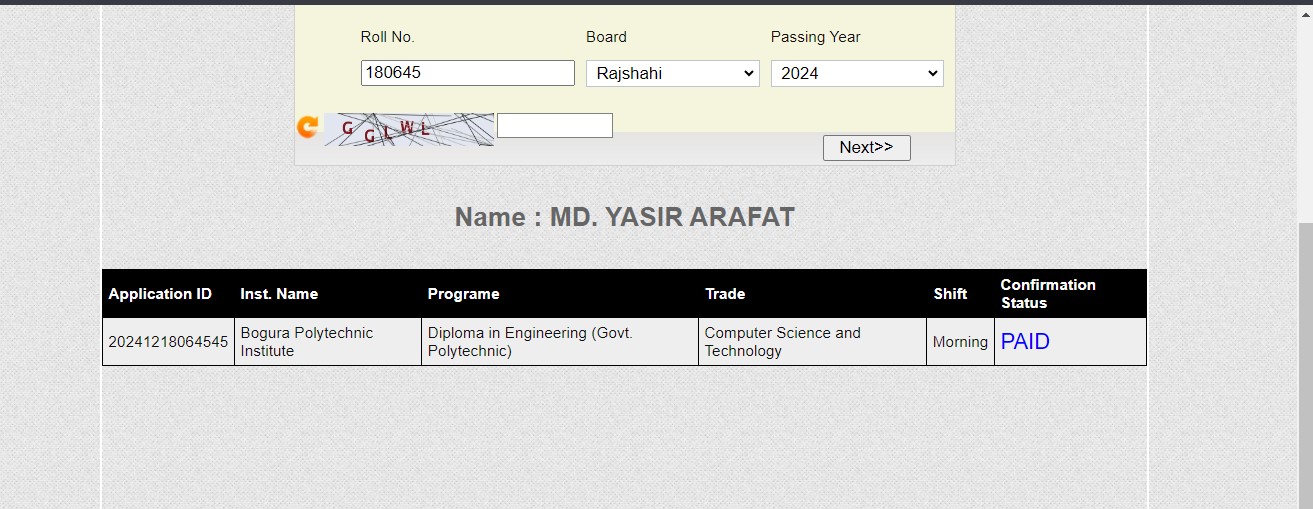 Roll No. Board Passing Year
180645 Rajshahi 2024
G G L W L
Next>>
Name : MD. YASIR ARAFAT
Application ID Inst. Name Programe Trade Shift Confirmation
Status
20241218064545 Bogura Polytechnic Diploma in Engineering (Govt. Computer Science and Morning PAID
Institute Polytechnic) Technology